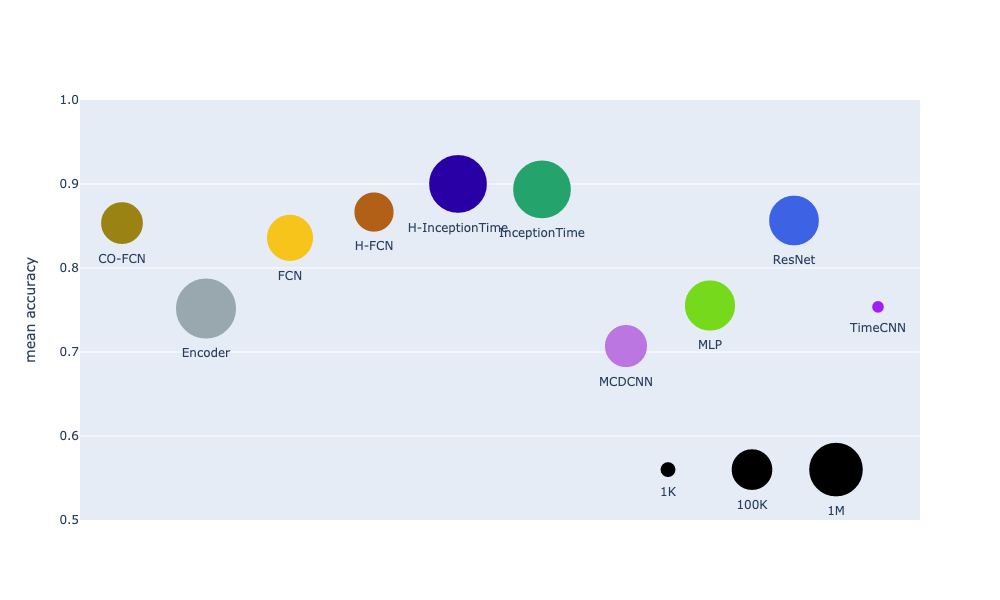 1.0
0.9
0.8
0.7
0.6
0.5
mean accuracy
CO-FCN
Encoder
FCN
H-FCN
H-InceptionTime
InceptionTime
MCDCNN
MLP
ResNet
TimeCNN
1K
100K
1M